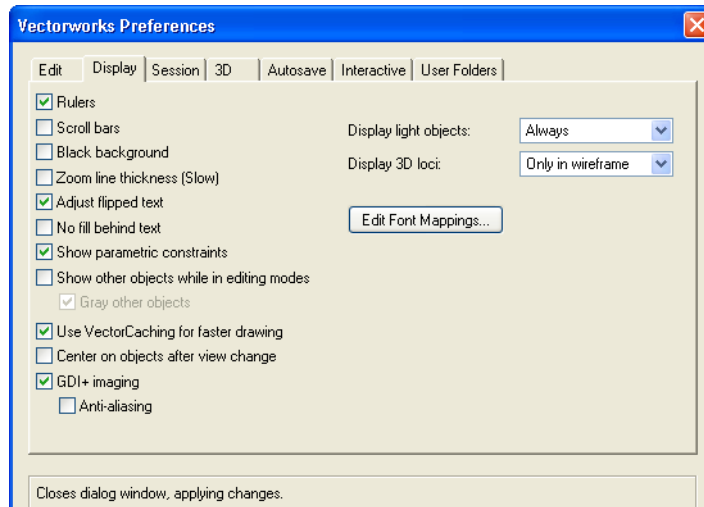 Vectorworks Preferences
Edit Display Session 3D Autosave Interactive User Folders
Rulers
Scroll bars
Black background
Zoom line thickness (Slow)
Adjust flipped text
No fill behind text
Show parametric constraints
Show other objects while in editing modes
Gray other objects
Use VectorCaching for faster drawing
Center on objects after view change
GDI+ imaging
Anti-aliasing
Display light objects: Always
Display 3D loci: Only in wireframe
Edit Font Mappings...
Closes dialog window, applying changes.